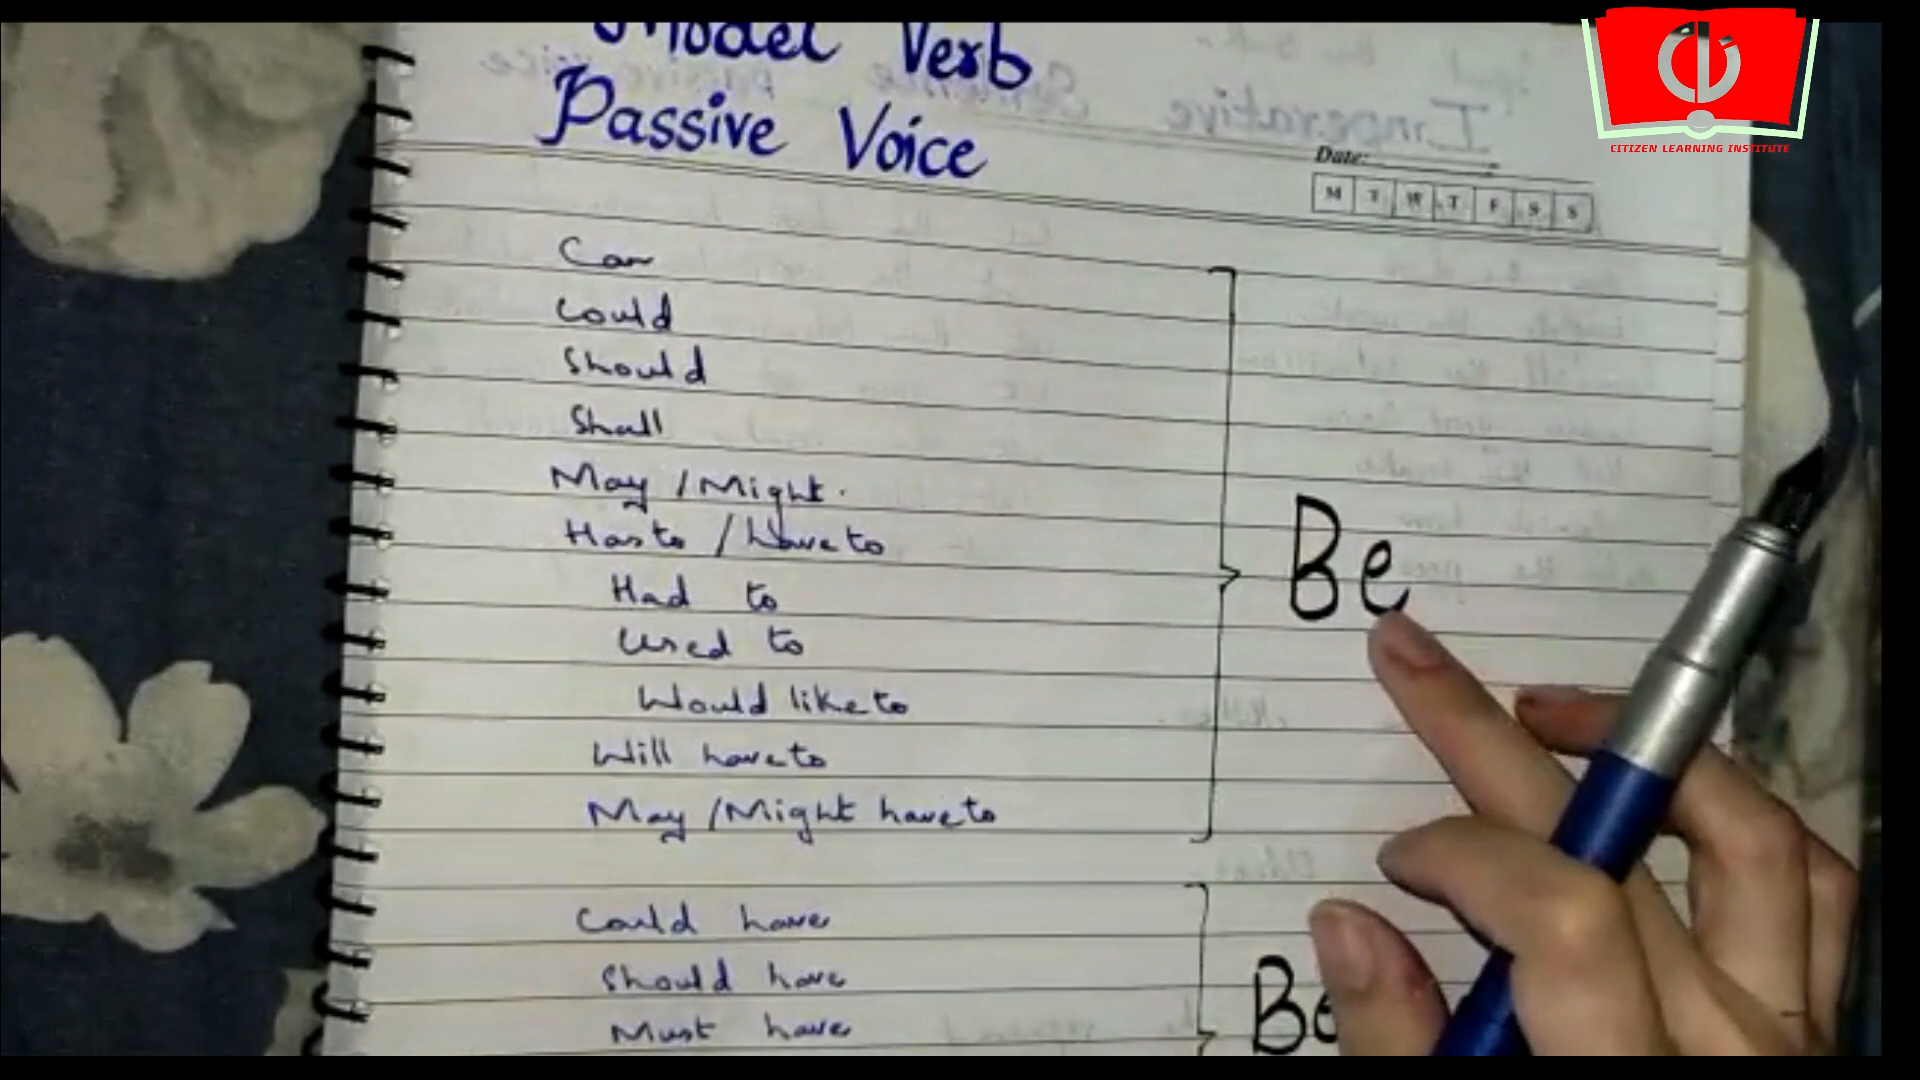 Model Verb
Passive Voice
CITIZEN LEARNING INSTITUTE
Date:
M T W T F S S
Can
Could
Should
Shall
May / Might.
Has to / have to
Had to
Used to
Would like to
Will have to
May / Might have to
Be
Could have
Should have
Must have
Be